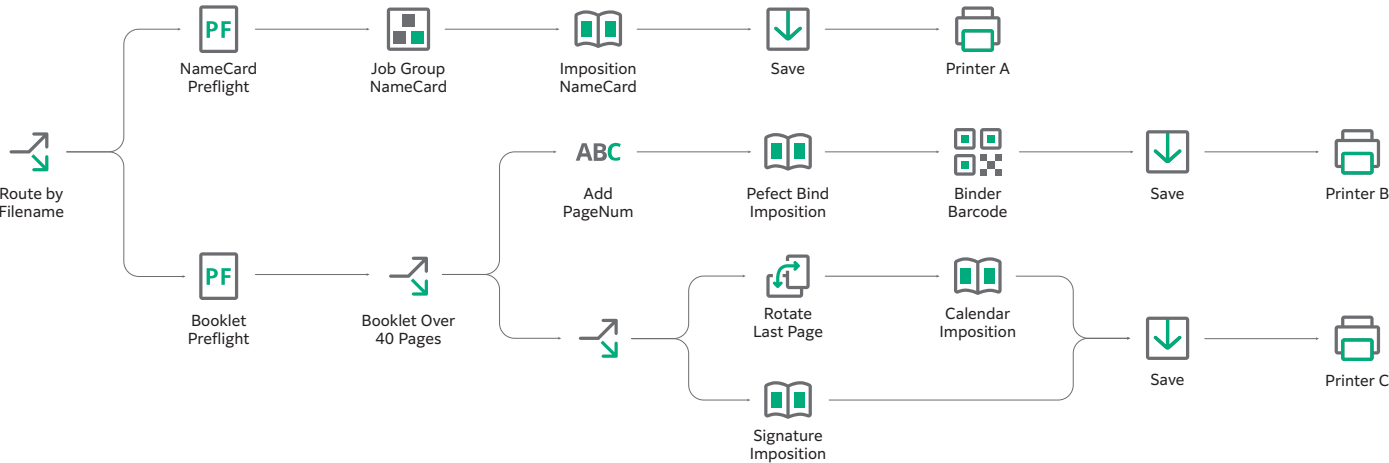 PF
NameCard
Preflight
Job Group
NameCard
Imposition
NameCard
Save
Printer A
Route by
Filename
ABC
Add
PageNum
Pefect Bind
Imposition
Binder
Barcode
Save
Printer B
PF
Booklet
Preflight
Booklet Over
40 Pages
Rotate
Last Page
Calendar
Imposition
Signature
Imposition
Save
Printer C